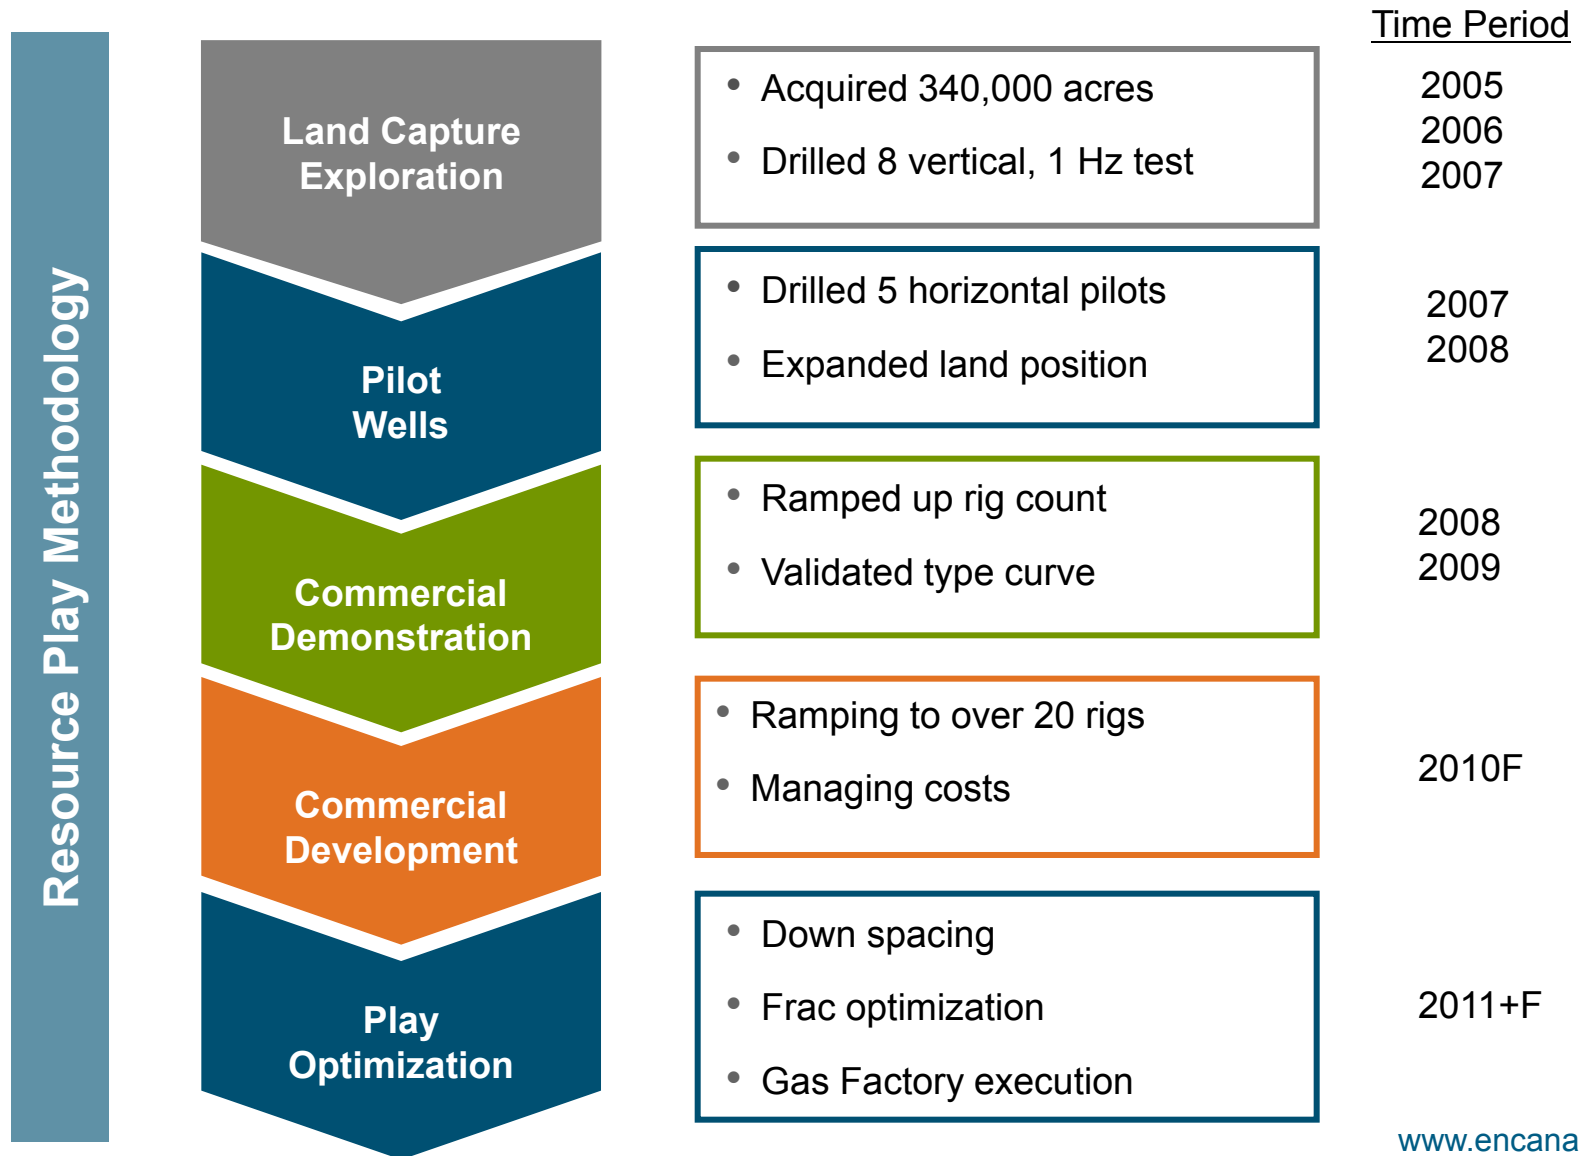 Time Period
Resource Play Methodology
Land Capture
Exploration
• Acquired 340,000 acres
• Drilled 8 vertical, 1 Hz test
2005
2006
2007
Pilot
Wells
• Drilled 5 horizontal pilots
• Expanded land position
2007
2008
Commercial
Demonstration
• Ramped up rig count
• Validated type curve
2008
2009
Commercial
Development
• Ramping to over 20 rigs
• Managing costs
2010F
Play
Optimization
• Down spacing
• Frac optimization
• Gas Factory execution
2011+F
www.encana